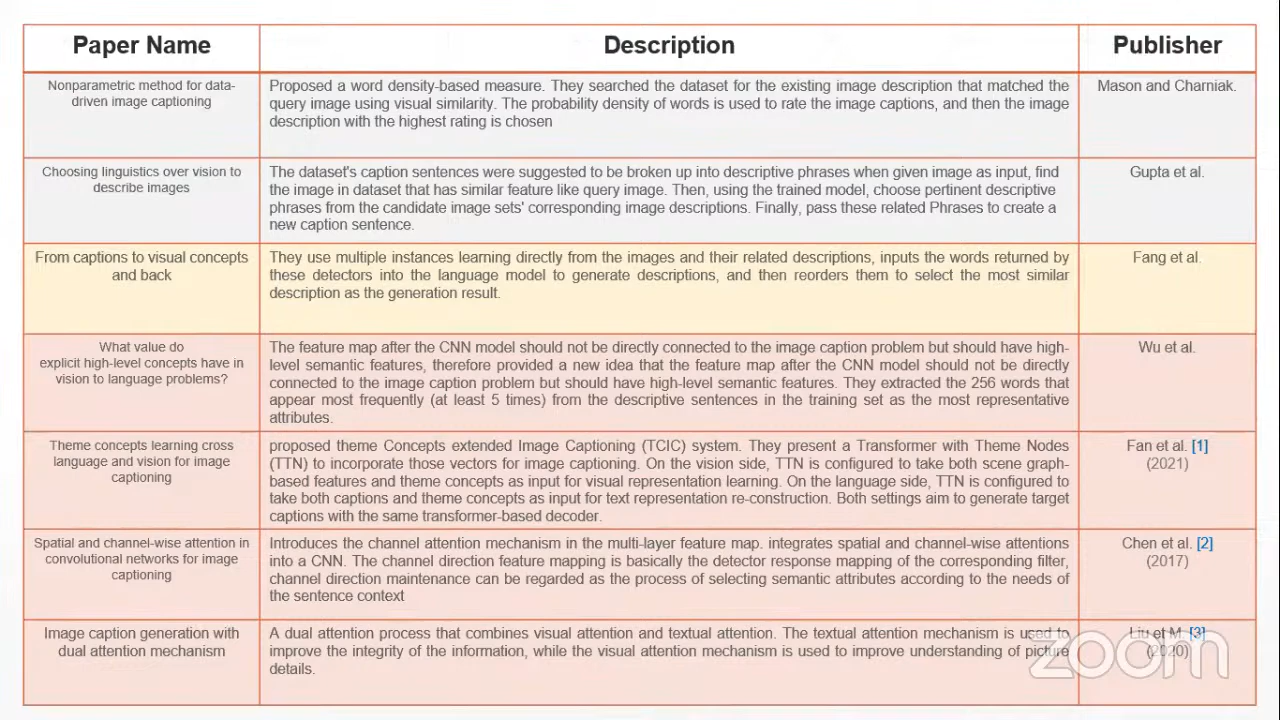 Paper Name
Description
Publisher
Nonparametric method for data-
driven image captioning
Proposed a word density-based measure. They searched the dataset for the existing image description that matched the
query image using visual similarity. The probability density of words is used to rate the image captions, and then the image
description with the highest rating is chosen
Mason and Charniak.
Choosing linguistics over vision to
describe images
The dataset's caption sentences were suggested to be broken up into descriptive phrases when given image as input, find
the image in dataset that has similar feature like query image. Then, using the trained model, choose pertinent descriptive
phrases from the candidate image sets' corresponding image descriptions. Finally, pass these related Phrases to create a
new caption sentence.
Gupta et al.
From captions to visual concepts
and back
They use multiple instances learning directly from the images and their related descriptions, inputs the words returned by
these detectors into the language model to generate descriptions, and then reorders them to select the most similar
description as the generation result.
Fang et al.
What value do
explicit high-level concepts have in
vision to language problems?
The feature map after the CNN model should not be directly connected to the image caption problem but should have high-
level semantic features, therefore provided a new idea that the feature map after the CNN model should not be directly
connected to the image caption problem but should have high-level semantic features. They extracted the 256 words that
appear most frequently (at least 5 times) from the descriptive sentences in the training set as the most representative
attributes.
Wu et al.
Theme concepts learning cross
language and vision for image
captioning
proposed theme Concepts extended Image Captioning (TCIC) system. They present a Transformer with Theme Nodes
(TTN) to incorporate those vectors for image captioning. On the vision side, TTN is configured to take both scene graph-
based features and theme concepts as input for visual representation learning. On the language side, TTN is configured to
take both captions and theme concepts as input for text representation re-construction. Both settings aim to generate target
captions with the same transformer-based decoder.
Fan et al. [1]
(2021)
Spatial and channel-wise attention in
convolutional networks for image
captioning
Introduces the channel attention mechanism in the multi-layer feature map. integrates spatial and channel-wise attentions
into a CNN. The channel direction feature mapping is basically the detector response mapping of the corresponding filter,
channel direction maintenance can be regarded as the process of selecting semantic attributes according to the needs of
the sentence context
Chen et al. [2]
(2017)
Image caption generation with
dual attention mechanism
A dual attention process that combines visual attention and textual attention. The textual attention mechanism is used to
improve the integrity of the information, while the visual attention mechanism is used to improve understanding of picture
details.
Liu et M. [3]
(2020)
zoom